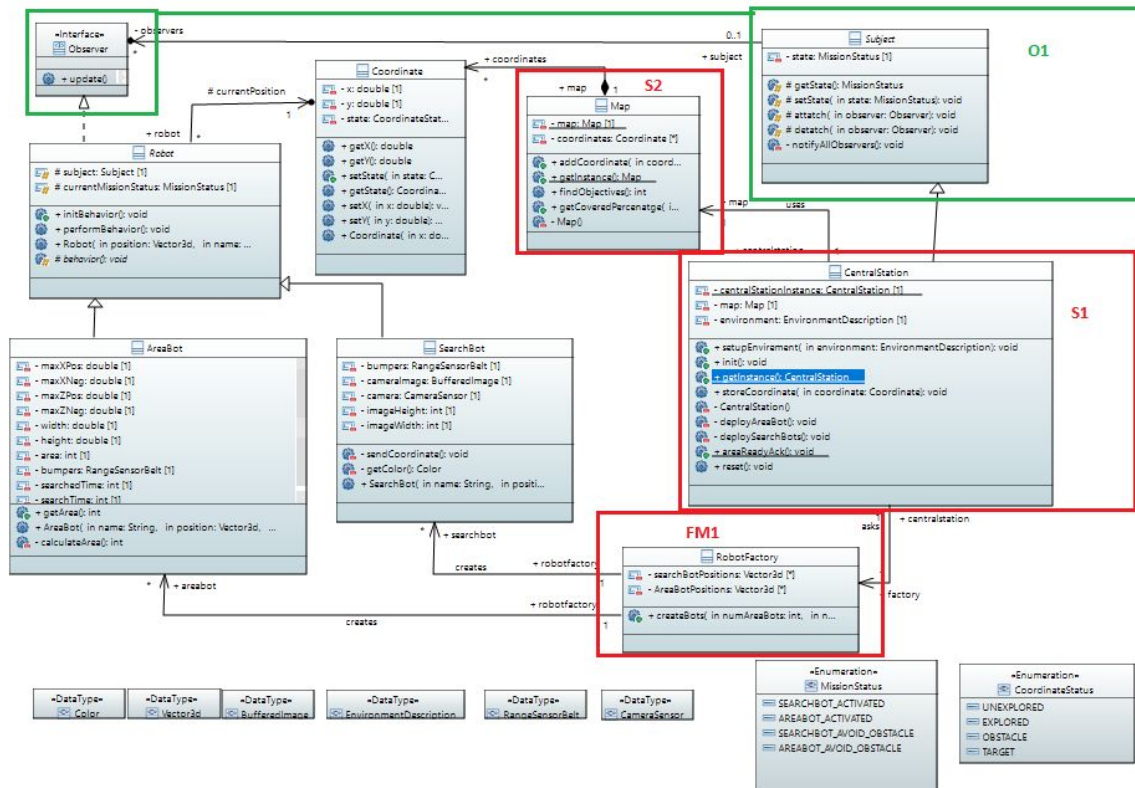 «Interface»
Observer
+ update()
- observers
*
0..1
+ subject
O1
Subject
- state: MissionStatus [1]
# getState(): MissionStatus
# setState( in state: MissionStatus): void
# attatch( in observer: Observer): void
# detatch( in observer: Observer): void
- notifyAllObservers(): void
# currentPosition
1
+ robot
*
Coordinate
- x: double [1]
- y: double [1]
- state: CoordinateStat...
+ getX(): double
+ getY(): double
+ setState( in state: C...
+ getState(): Coordina...
+ setX( in x: double): v...
+ setY( in y: double): ...
+ Coordinate( in x: do...
+ coordinates
*
+ map
1
S2
Map
- map: Map [1]
- coordinates: Coordinate [*]
+ addCoordinate( in coord...
+ getInstance(): Map
+ findObjectives(): int
+ getCoveredPercenatge( i...
- Map()
- map
uses
1
Robot
# subject: Subject [1]
# currentMissionStatus: MissionStatus [1]
+ initBehavior(): void
+ performBehavior(): void
+ Robot( in position: Vector3d, in name: ...
# behavior(): void
S1
CentralStation
- centralStationInstance: CentralStation [1]
- map: Map [1]
- environment: EnvironmentDescription [1]
+ setupEnvirement( in environment: EnvironmentDescription): void
+ init(): void
+ getInstance(): CentralStation
+ storeCoordinate( in coordinate: Coordinate): void
- CentralStation()
- deployAreaBot(): void
- deploySearchBots(): void
+ areaReadyAck(): void
+ reset(): void
AreaBot
- maxXPos: double [1]
- maxXNeg: double [1]
- maxZPos: double [1]
- maxZNeg: double [1]
- width: double [1]
- height: double [1]
- area: int [1]
- bumpers: RangeSensorBelt [1]
- searchedTime: int [1]
- searchTime: int [1]
+ getArea(): int
+ AreaBot( in name: String, in position: Vector3d, ...
- calculateArea(): int
SearchBot
- bumpers: RangeSensorBelt [1]
- cameraImage: BufferedImage [1]
- camera: CameraSensor [1]
- imageHeight: int [1]
- imageWidth: int [1]
- sendCoordinate(): void
- getColor(): Color
+ SearchBot( in name: String, in positi...
asks
+ centralstation
FM1
RobotFactory
- searchBotPositions: Vector3d [*]
- AreaBotPositions: Vector3d [*]
+ createBots( in numAreaBots: int, in n...
- factory
* + searchbot
creates
+ robotfactory
1
* + areabot
creates
+ robotfactory
1
«DataType»
Color
«DataType»
Vector3d
«DataType»
BufferedImage
«DataType»
EnvironmentDescription
«DataType»
RangeSensorBelt
«DataType»
CameraSensor
«Enumeration»
MissionStatus
SEARCHBOT_ACTIVATED
AREABOT_ACTIVATED
SEARCHBOT_AVOID_OBSTACLE
AREABOT_AVOID_OBSTACLE
«Enumeration»
CoordinateStatus
UNEXPLORED
EXPLORED
OBSTACLE
TARGET